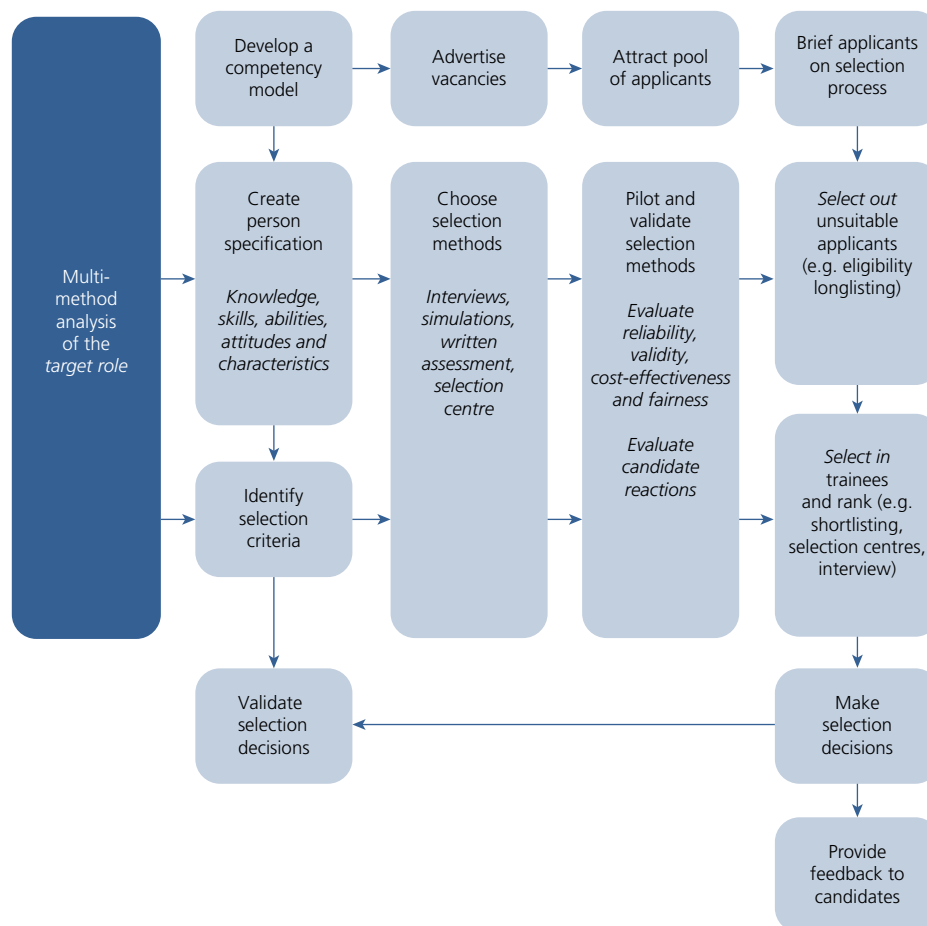 Multi-
method
analysis
of the
target role
Develop a
competency
model
Advertise
vacancies
Attract pool
of applicants
Brief applicants
on selection
process
Create
person
specification
Knowledge,
skills, abilities,
attitudes and
characteristics
Choose
selection
methods
Interviews,
simulations,
written
assessment,
selection
centre
Pilot and
validate
selection
methods
Evaluate
reliability,
validity,
cost-effectiveness
and fairness
Evaluate
candidate
reactions
Select out
unsuitable
applicants
(e.g. eligibility
longlisting)
Identify
selection
criteria
Select in
trainees
and rank (e.g.
shortlisting,
selection centres,
interview)
Validate
selection
decisions
Make
selection
decisions
Provide
feedback to
candidates